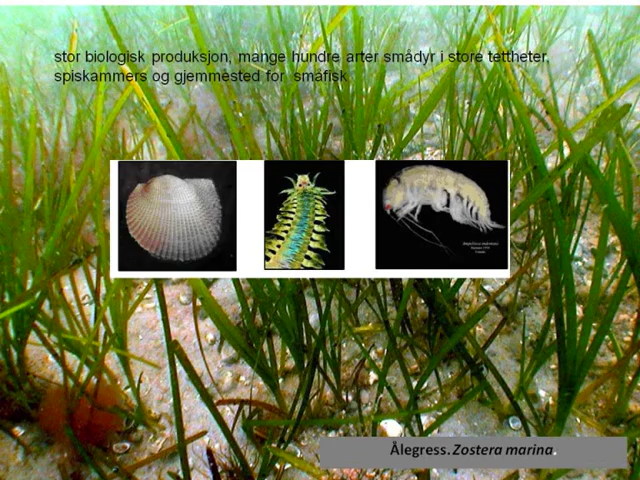 stor biologisk produksjon, mange hundre arter smådyr i store tettheter,
spiskammers og gjemmested for småfisk
Ålegress. Zostera marina.